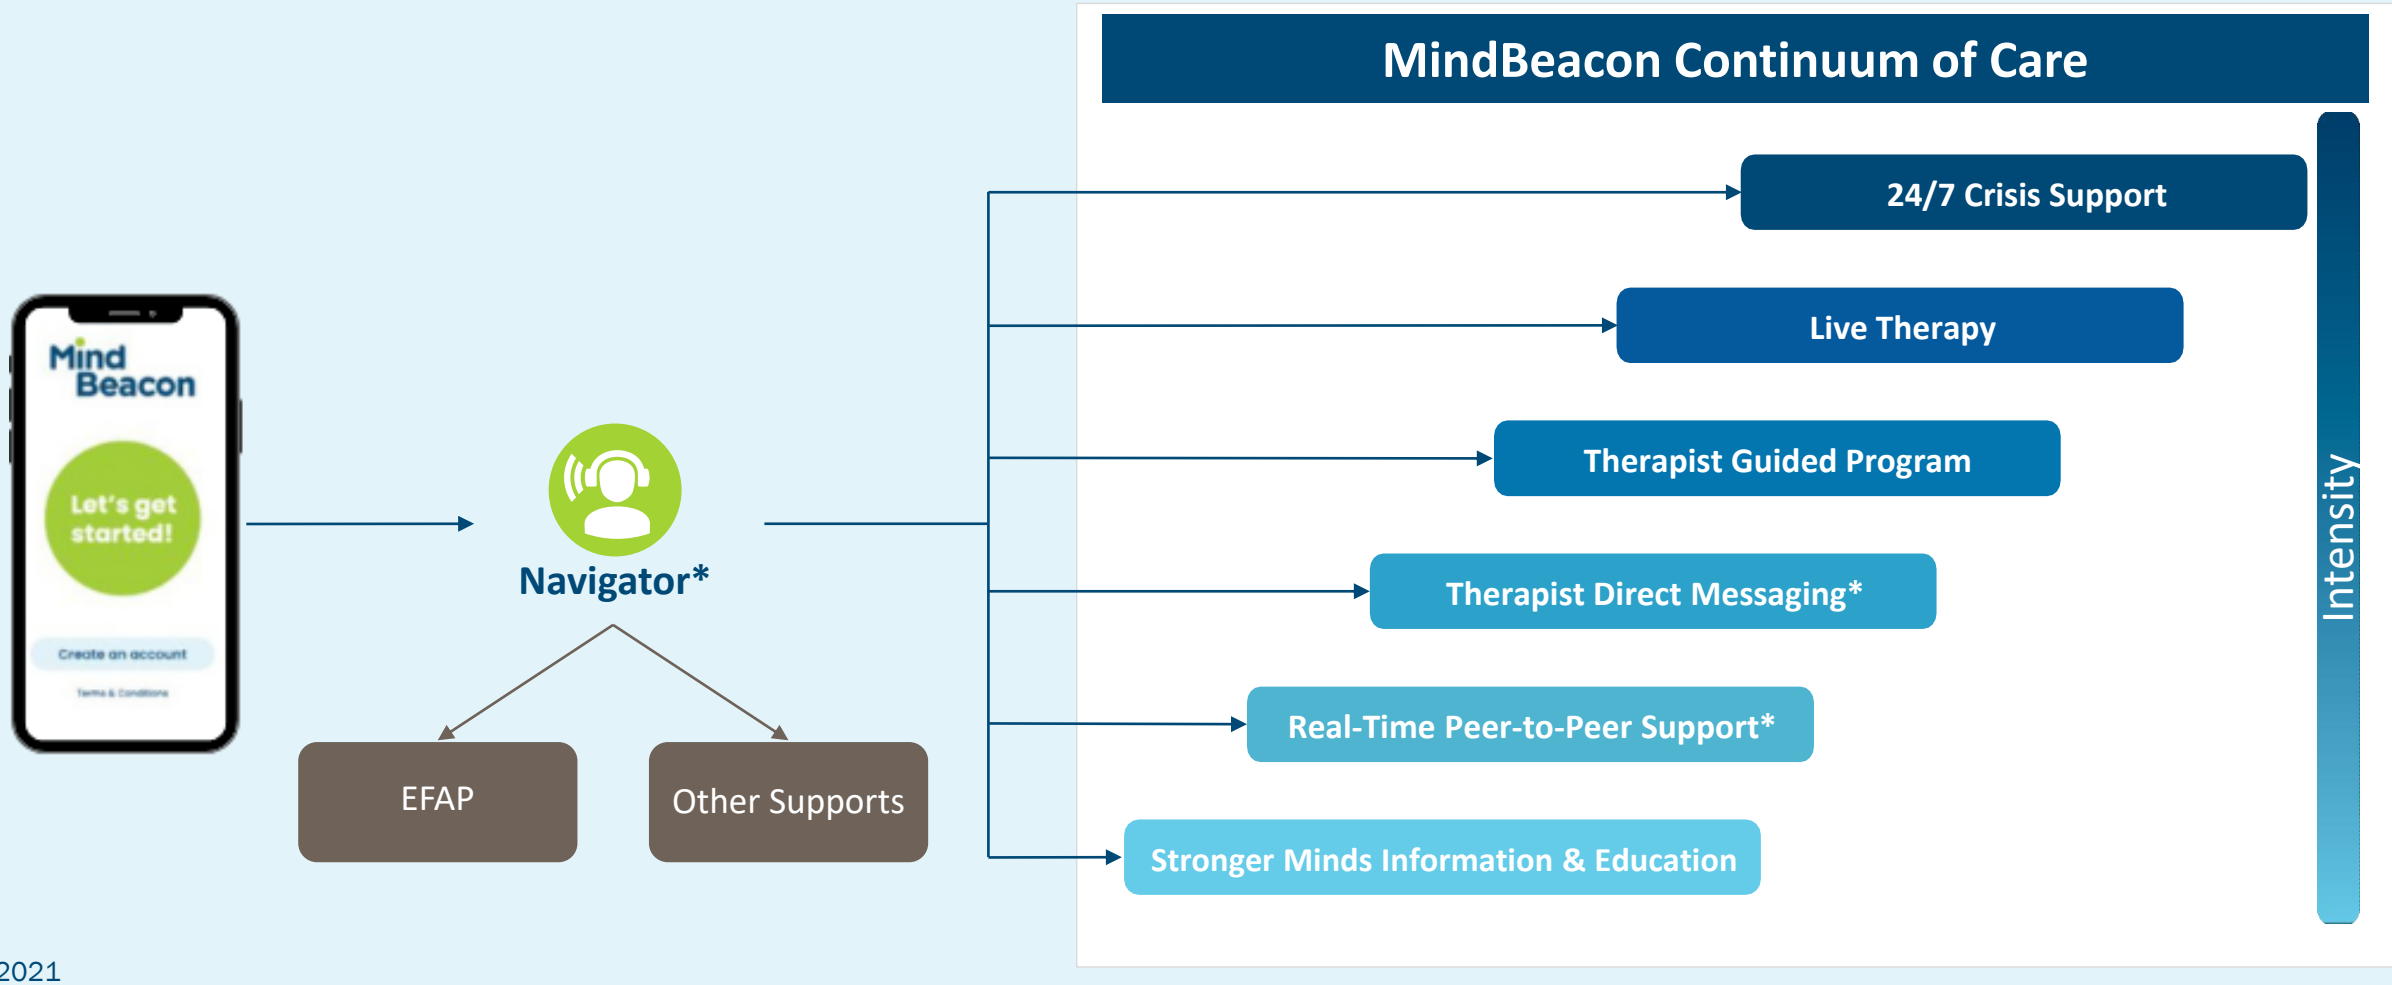 MindBeacon Continuum of Care
24/7 Crisis Support
Live Therapy
Therapist Guided Program
Therapist Direct Messaging*
Real-Time Peer-to-Peer Support*
Stronger Minds Information & Education
Intensity
Mind
Beacon
Let's get
started!
Create an account
Terms & Conditions
Navigator*
EFAP
Other Supports
2021